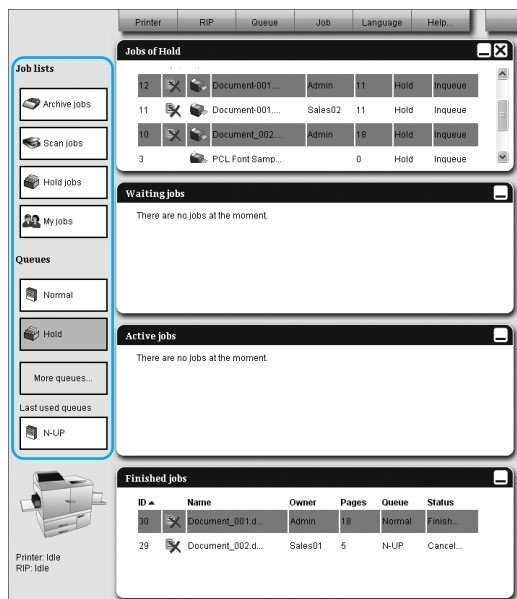 Printer RIP Queue Job Language Help...
Job lists
Archive jobs
Scan jobs
Hold jobs
My jobs
Queues
Normal
Hold
More queues...
Last used queues
N-UP
Printer: Idle
RIP: Idle
Jobs of Hold
12 Document-001.... Admin 11 Hold Inqueue
11 Document-001.... Sales02 11 Hold Inqueue
10 Document_002.... Admin 18 Hold Inqueue
3 PCL Font Samp... 0 Hold Inqueue
Waiting jobs
There are no jobs at the moment.
Active jobs
There are no jobs at the moment.
Finished jobs
ID Name Owner Pages Queue Status
30 Document_001.d... Admin 18 Normal Finish...
29 Document_002.d... Sales01 5 N-UP Cancel...